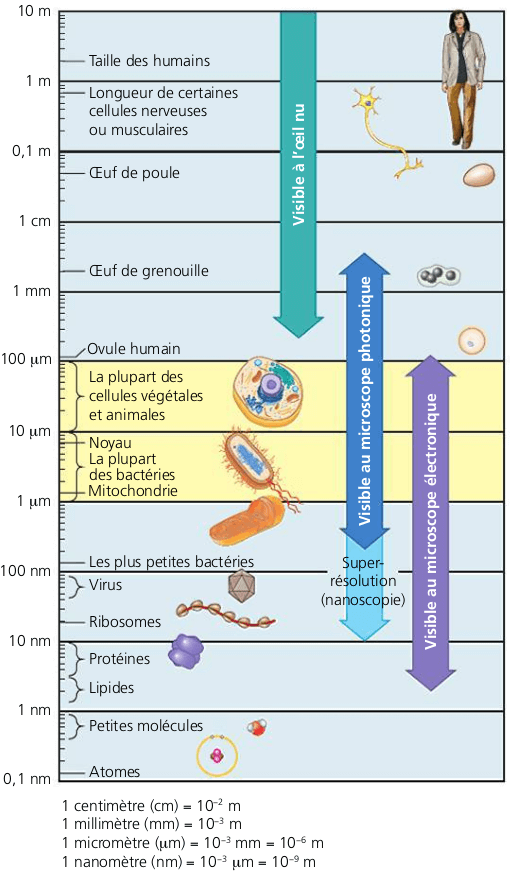 10 m
Taille des humains
1 m
Longueur de certaines
cellules nerveuses
ou musculaires
0,1 m
Œuf de poule
1 cm
Œuf de grenouille
1 mm
Ovule humain
100 μm
La plupart des
cellules végétales
et animales
10 μm
Noyau
La plupart
des bactéries
Mitochondrie
1 μm
Les plus petites bactéries
100 nm
Virus
Ribosomes
10 nm
Protéines
Lipides
1 nm
Petites molécules
Atomes
0,1 nm
Visible à l’œil nu
Visible au microscope photonique
Super-
résolution
(nanoscopie)
Visible au microscope électronique
1 centimètre (cm) = 10⁻² m
1 millimètre (mm) = 10⁻³ m
1 micromètre (μm) = 10⁻³ mm = 10⁻⁶ m
1 nanomètre (nm) = 10⁻³ μm = 10⁻⁹ m